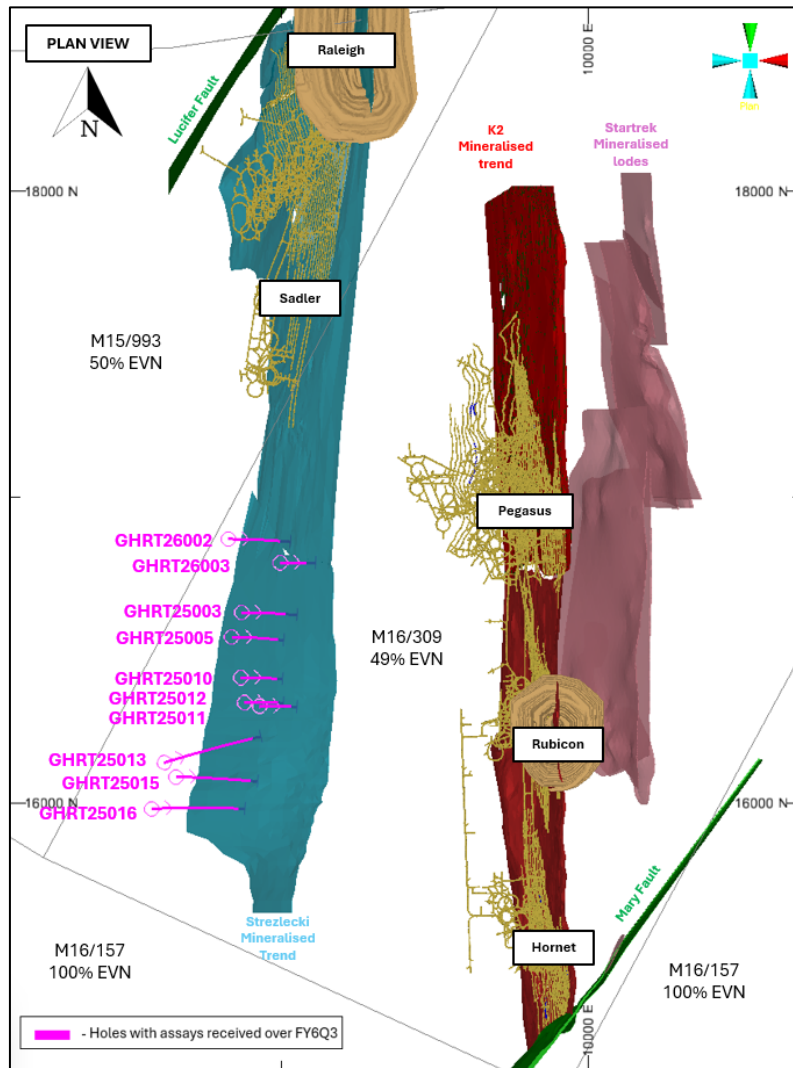 PLAN VIEW
N
Raleigh
Lucifer Fault
10000 E
Plan
K2
Mineralised
trend
Startrek
Mineralised
lodes
18000 N
18000 N
Sadler
M15/993
50% EVN
Pegasus
GHRT26002
GHRT26003
GHRT25003
GHRT25005
M16/309
49% EVN
GHRT25010
GHRT25012
GHRT25011
Rubicon
GHRT25013
GHRT25015
GHRT25016
16000 N
16000 N
Mary Fault
Strezlecki
Mineralised
Trend
Hornet
M16/157
100% EVN
M16/157
100% EVN
10000 E
- Holes with assays received over FY6Q3